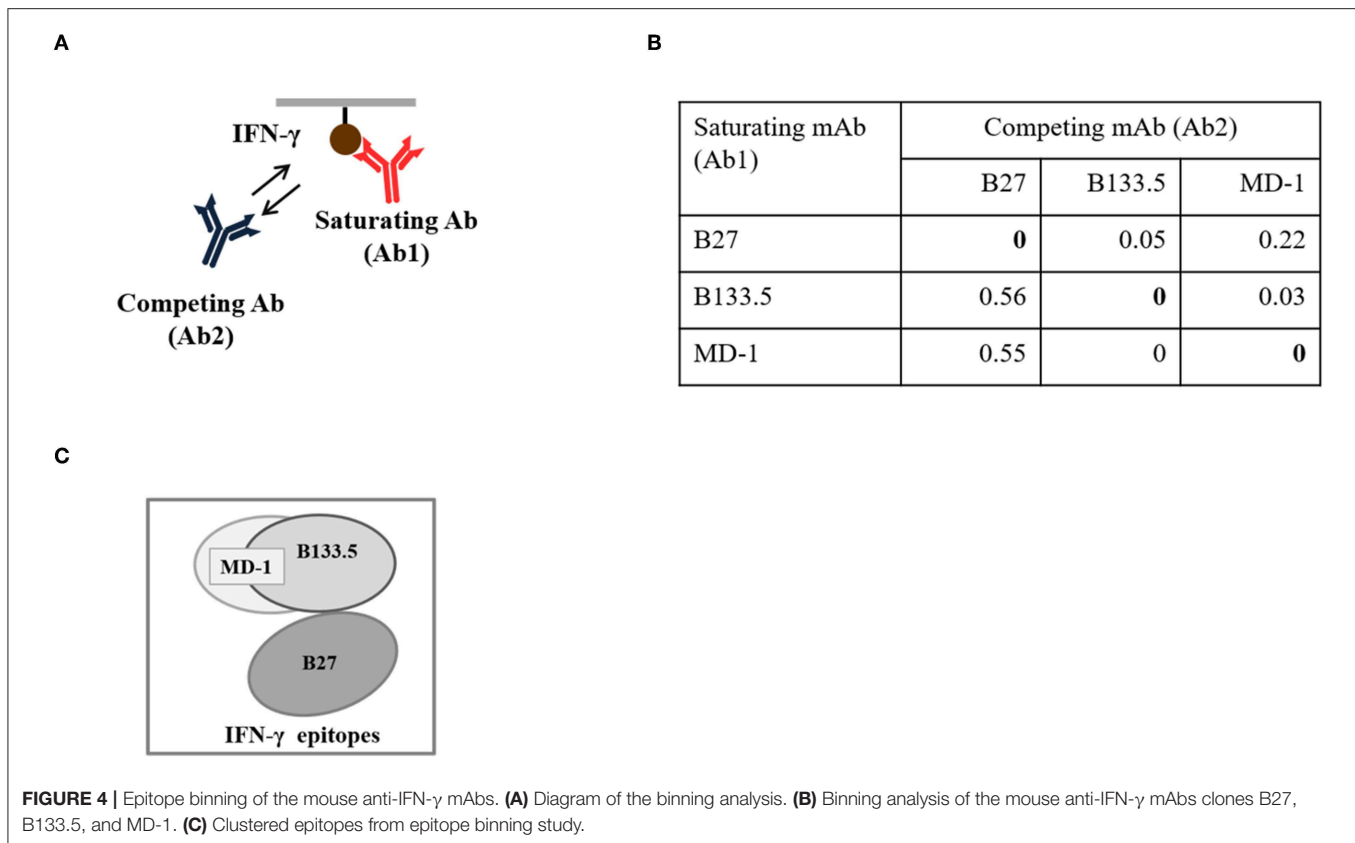 A
IFN-γ
Saturating Ab
(Ab1)
Competing Ab
(Ab2)
B
Saturating mAb
(Ab1)
Competing mAb (Ab2)
B27 B133.5 MD-1
B27 0 0.05 0.22
B133.5 0.56 0 0.03
MD-1 0.55 0 0
C
MD-1 B133.5
B27
IFN-γ epitopes
FIGURE 4 | Epitope binning of the mouse anti-IFN-γ mAbs. (A) Diagram of the binning analysis. (B) Binning analysis of the mouse anti-IFN-γ mAbs clones B27,
B133.5, and MD-1. (C) Clustered epitopes from epitope binning study.